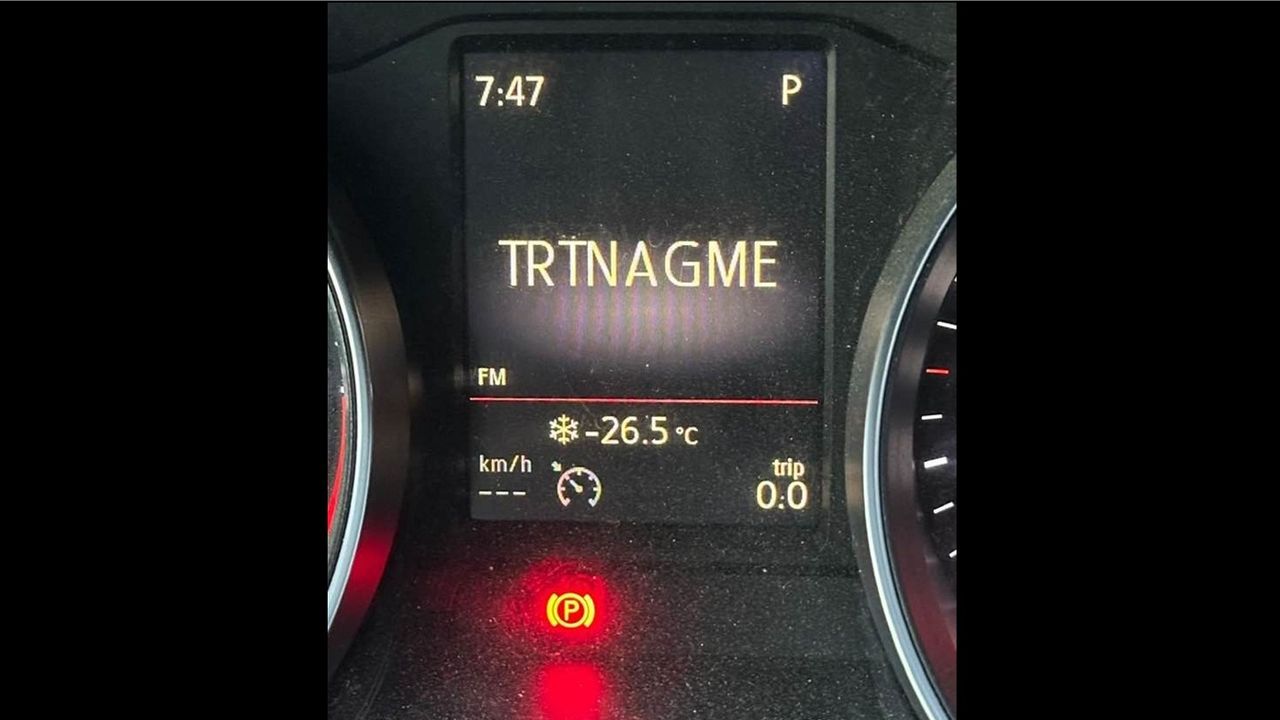 7:47 P
TRTNAGME
FM
-26.5 °C
km/h trip
--- 0.0
P